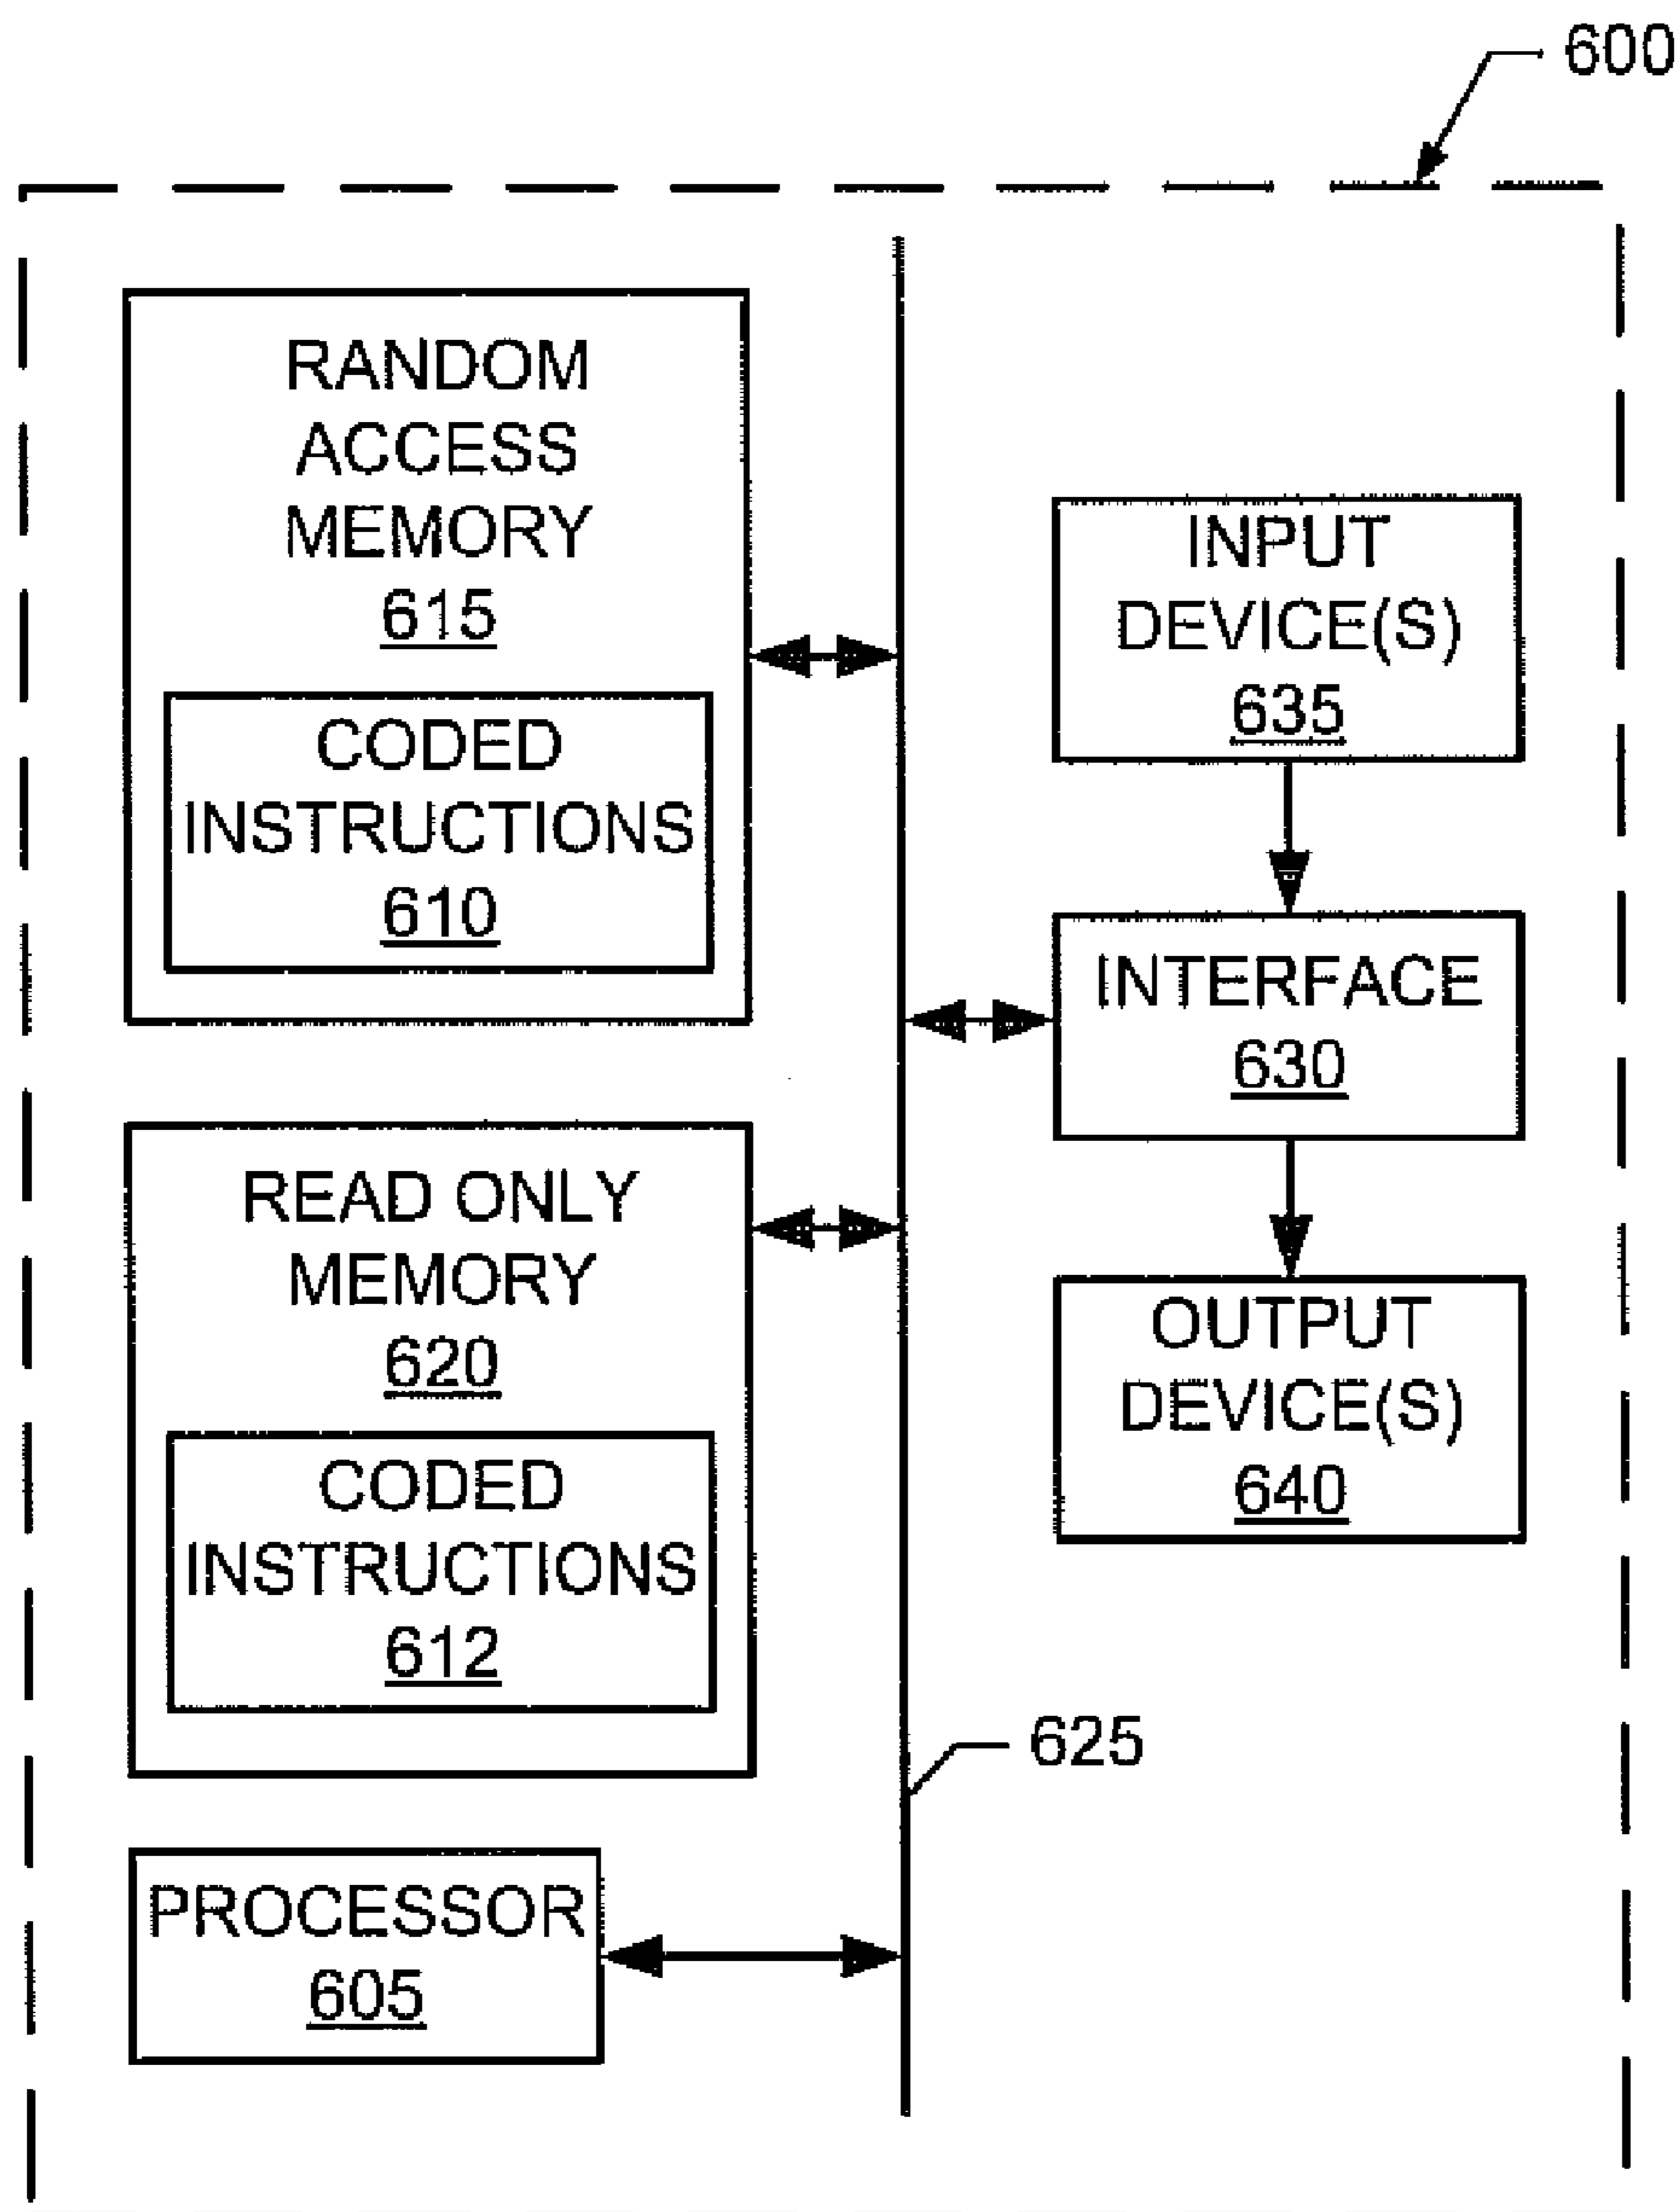 600
RANDOM
ACCESS
MEMORY
615
CODED
INSTRUCTIONS
610
READ ONLY
MEMORY
620
CODED
INSTRUCTIONS
612
PROCESSOR
605
INPUT
DEVICE(S)
635
INTERFACE
630
OUTPUT
DEVICE(S)
640
625